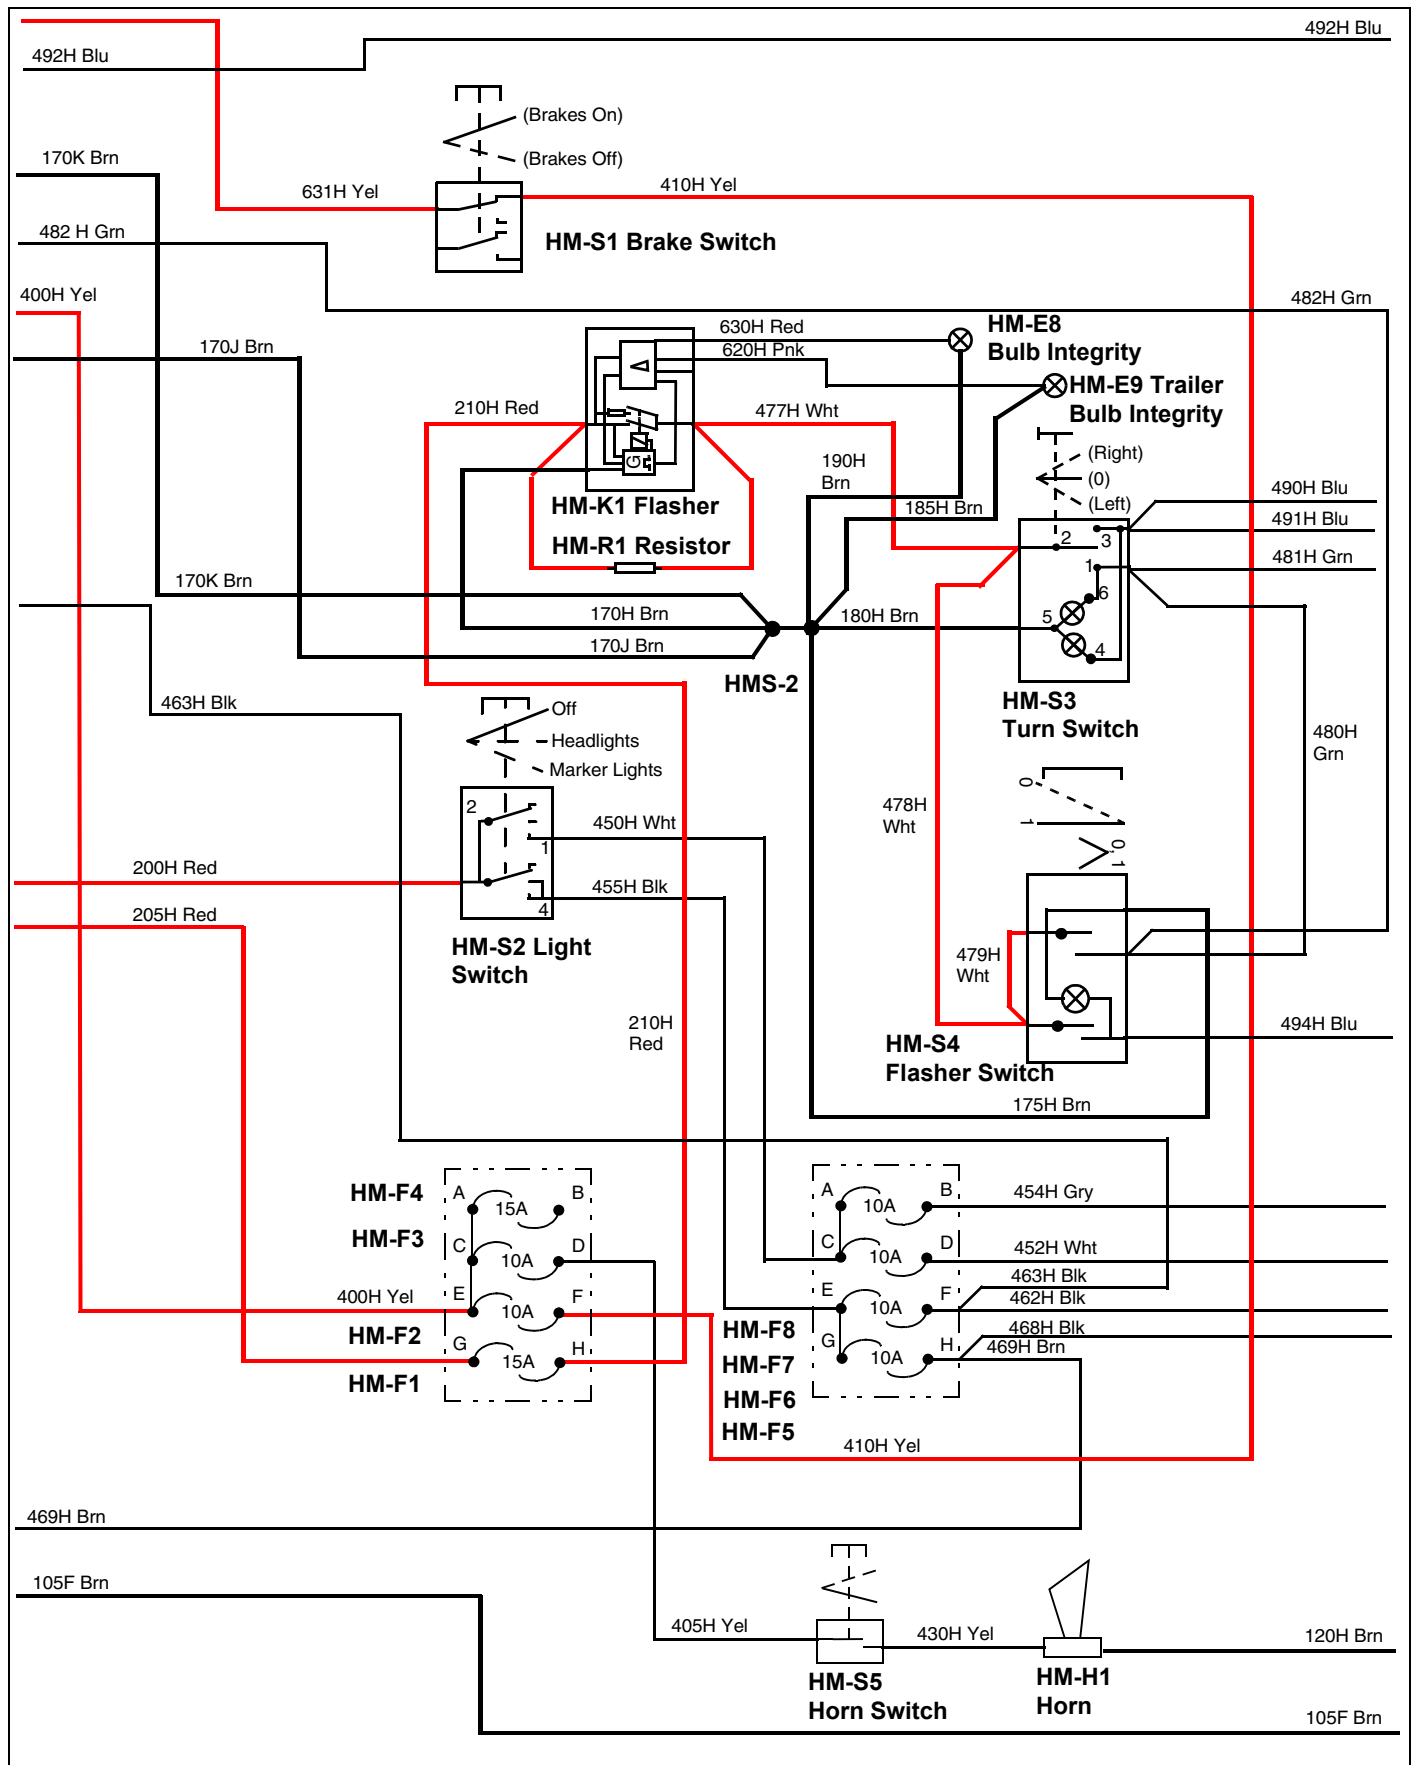 492H Blu
492H Blu
(Brakes On)
(Brakes Off)
170K Brn
631H Yel
410H Yel
482 H Grn
HM-S1 Brake Switch
400H Yel
482H Grn
170J Brn
630H Red
620H Pnk
HM-E8
Bulb Integrity
HM-E9 Trailer
Bulb Integrity
210H Red
477H Wht
G
190H
Brn
(Right)
(0)
(Left)
490H Blu
185H Brn
491H Blu
HM-K1 Flasher
HM-R1 Resistor
2
3
481H Grn
1
6
170K Brn
170H Brn
180H Brn
5
4
170J Brn
HMS-2
463H Blk
HM-S3
Turn Switch
Off
Headlights
Marker Lights
480H
Grn
0
1
0, 1
478H
Wht
2
450H Wht
1
200H Red
455H Blk
4
205H Red
HM-S2 Light
Switch
479H
Wht
210H
Red
494H Blu
HM-S4
Flasher Switch
175H Brn
HM-F4
A
15A
B
A
10A
B
454H Gry
HM-F3
C
10A
D
C
10A
D
452H Wht
463H Blk
400H Yel
E
10A
F
E
10A
F
462H Blk
HM-F2
HM-F8
468H Blk
G
15A
H
G
10A
H
469H Brn
HM-F1
HM-F7
HM-F6
HM-F5
410H Yel
469H Brn
105F Brn
405H Yel
430H Yel
120H Brn
HM-S5
Horn Switch
HM-H1
Horn
105F Brn